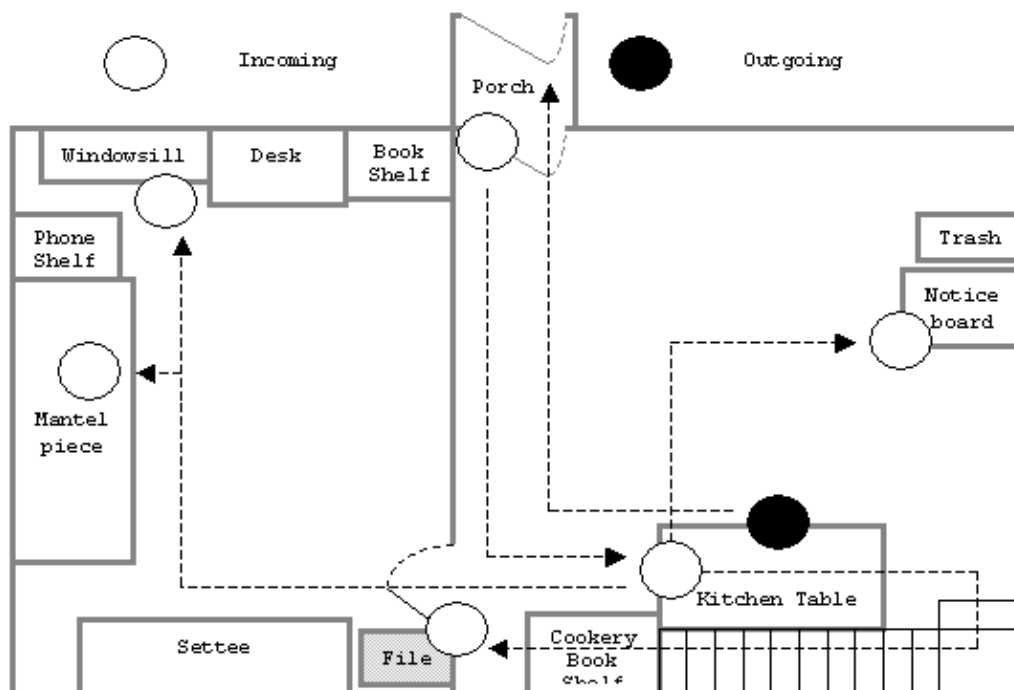 Incoming
Outgoing
Porch
Windowsill
Desk
Book
Shelf
Phone
Shelf
Trash
Notice
board
Mantel
piece
Kitchen Table
Settee
File
Cookery
Book
Shelf